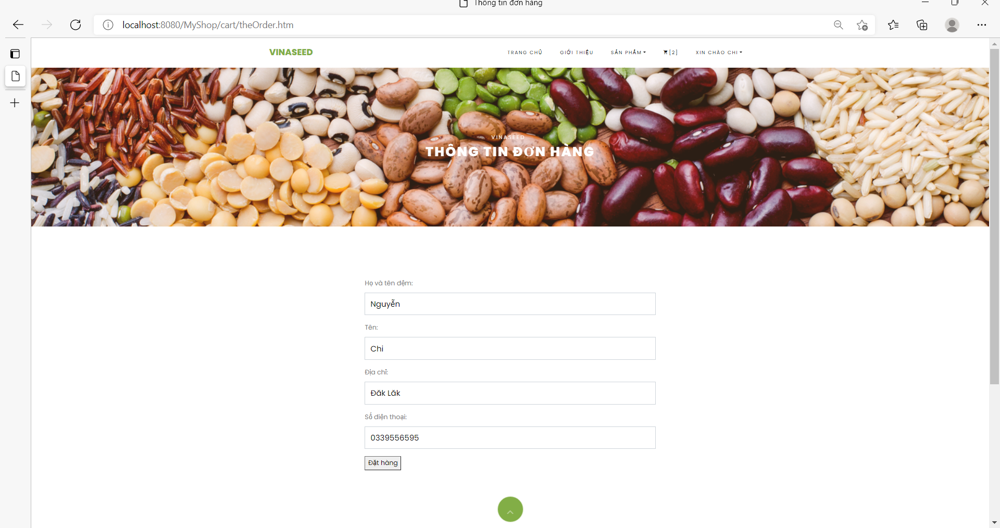 Thông tin đơn hàng
localhost:8080/MyShop/cart/theOrder.htm
VINASEED
TRANG CHỦ GIỚI THIỆU SẢN PHẨM [2] XIN CHÀO CHI
VINASEED
THÔNG TIN ĐƠN HÀNG
Họ và tên đệm:
Nguyễn
Tên:
Chi
Địa chỉ:
Đăk Lăk
Số điện thoại:
0339556595
Đặt hàng